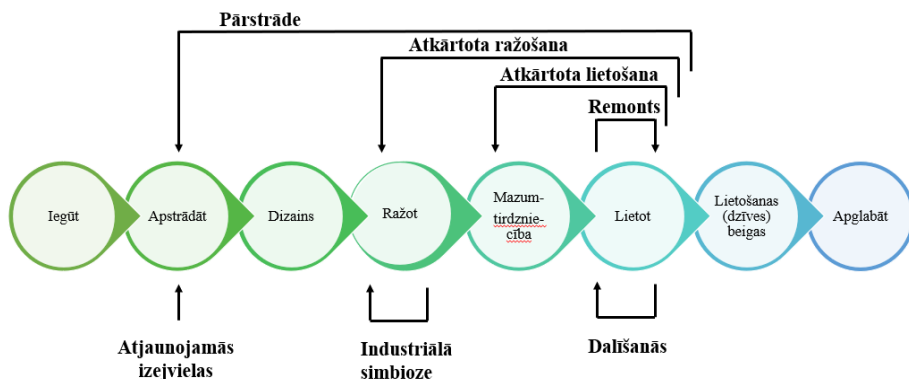 Pārstrāde
Atkārtota ražošana
Atkārtota lietošana
Remonts
Iegūt
Apstrādāt
Dizains
Ražot
Mazum-
tirdznie-
cība
Lietot
Lietošanas
(dzīves)
beigas
Apglabāt
Atjaunojamās
izejvielas
Industriālā
simbioze
Dalīšanās